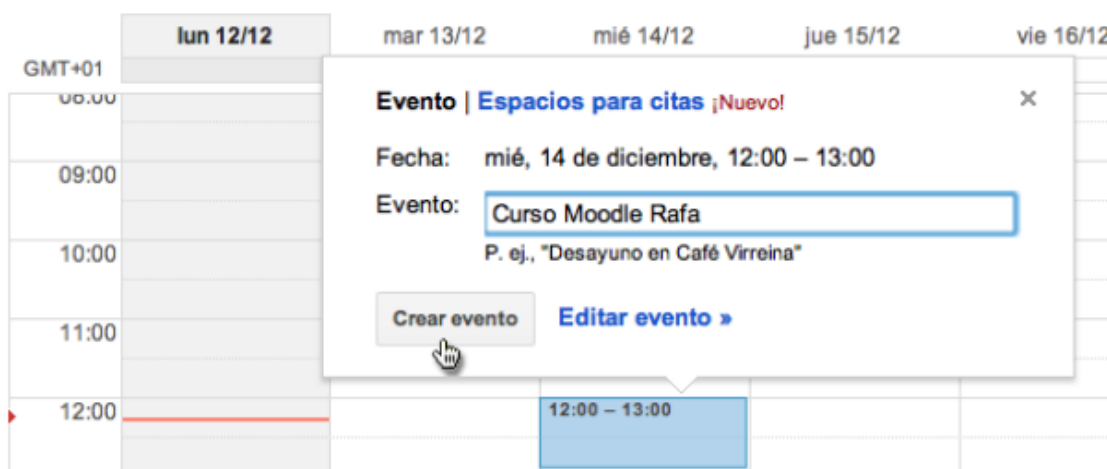 lun 12/12 mar 13/12 mié 14/12 jue 15/12 vie 16/12
GMT+01
08:00
Evento | Espacios para citas ¡Nuevo! ×
Fecha: mié, 14 de diciembre, 12:00 – 13:00
09:00
Evento: Curso Moodle Rafa
P. ej., "Desayuno en Café Virreina"
10:00
Crear evento Editar evento »
11:00
12:00 12:00 – 13:00